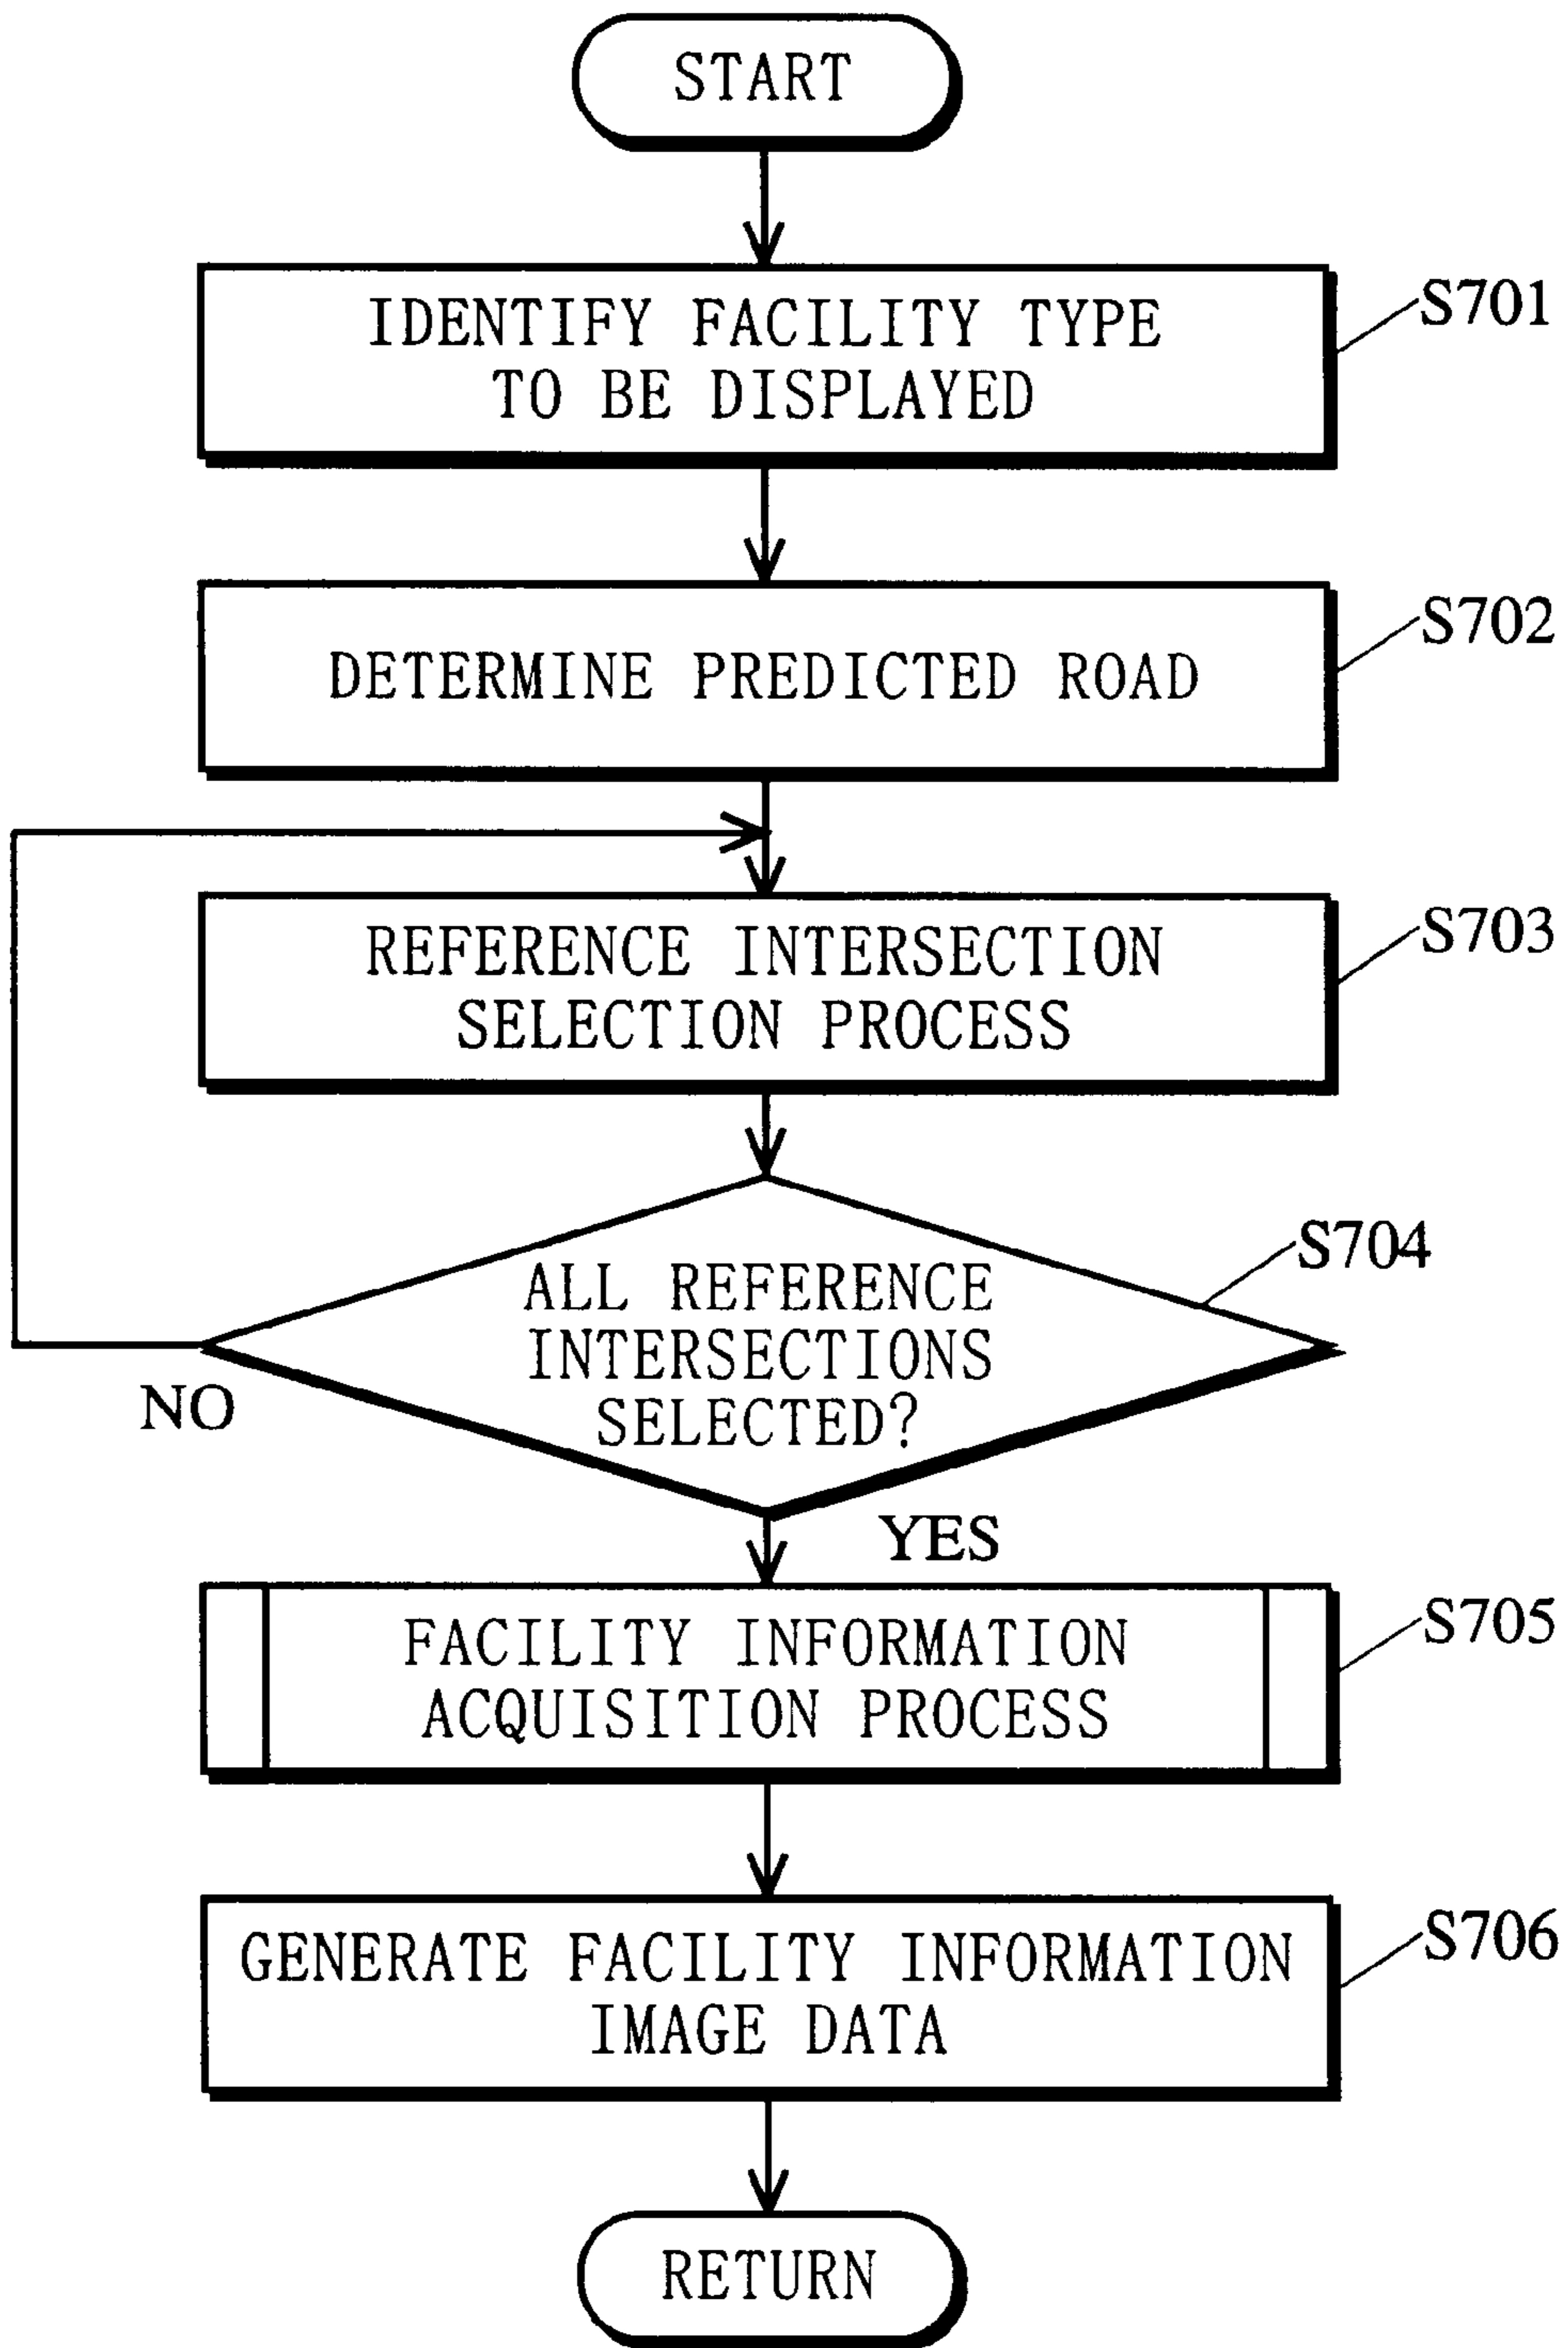 START
IDENTIFY FACILITY TYPE
TO BE DISPLAYED
S701
DETERMINE PREDICTED ROAD
S702
REFERENCE INTERSECTION
SELECTION PROCESS
S703
ALL REFERENCE
INTERSECTIONS
SELECTED?
S704
NO
YES
FACILITY INFORMATION
ACQUISITION PROCESS
S705
GENERATE FACILITY INFORMATION
IMAGE DATA
S706
RETURN